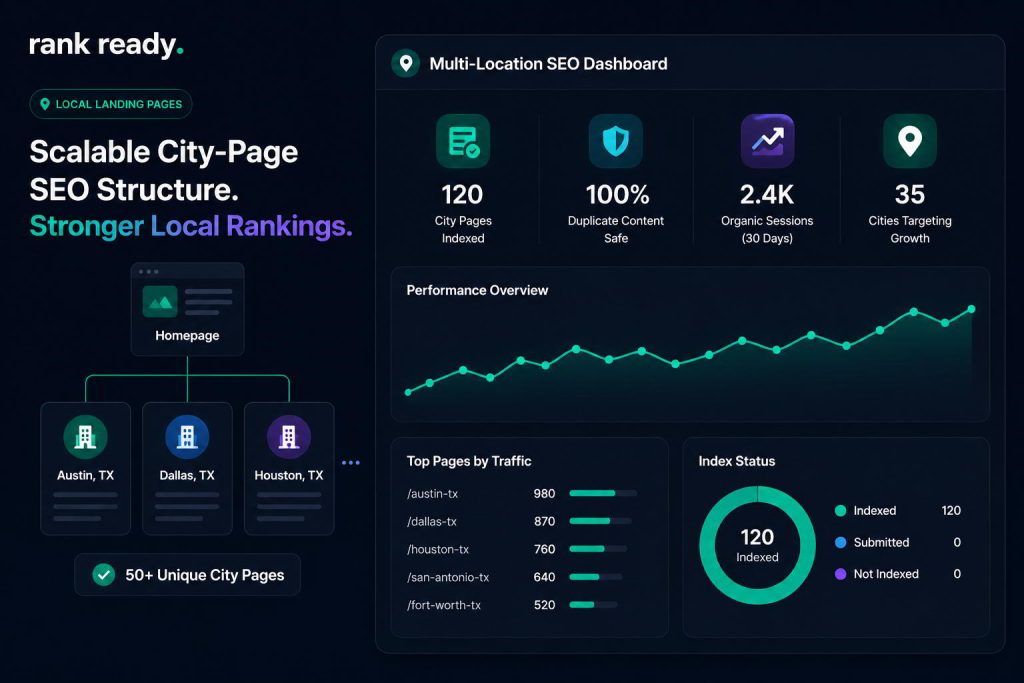 rank ready.
LOCAL LANDING PAGES
Scalable City-Page
SEO Structure.
Stronger Local Rankings.
Homepage
Austin, TX
Dallas, TX
Houston, TX
...
50+ Unique City Pages
Multi-Location SEO Dashboard
120
City Pages
Indexed
100%
Duplicate Content
Safe
2.4K
Organic Sessions
(30 Days)
35
Cities Targeting
Growth
Performance Overview
Top Pages by Traffic
/austin-tx 980
/dallas-tx 870
/houston-tx 760
/san-antonio-tx 640
/fort-worth-tx 520
Index Status
120
Indexed
Indexed 120
Submitted 0
Not Indexed 0